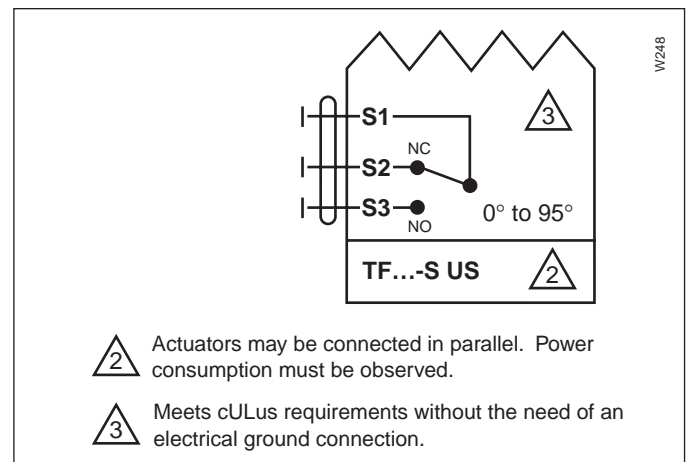 W248
3
S1
NC
S2
S3
NO
0° to 95°
TF...-S US
2
2
Actuators may be connected in parallel. Power
consumption must be observed.
3
Meets cULus requirements without the need of an
electrical ground connection.